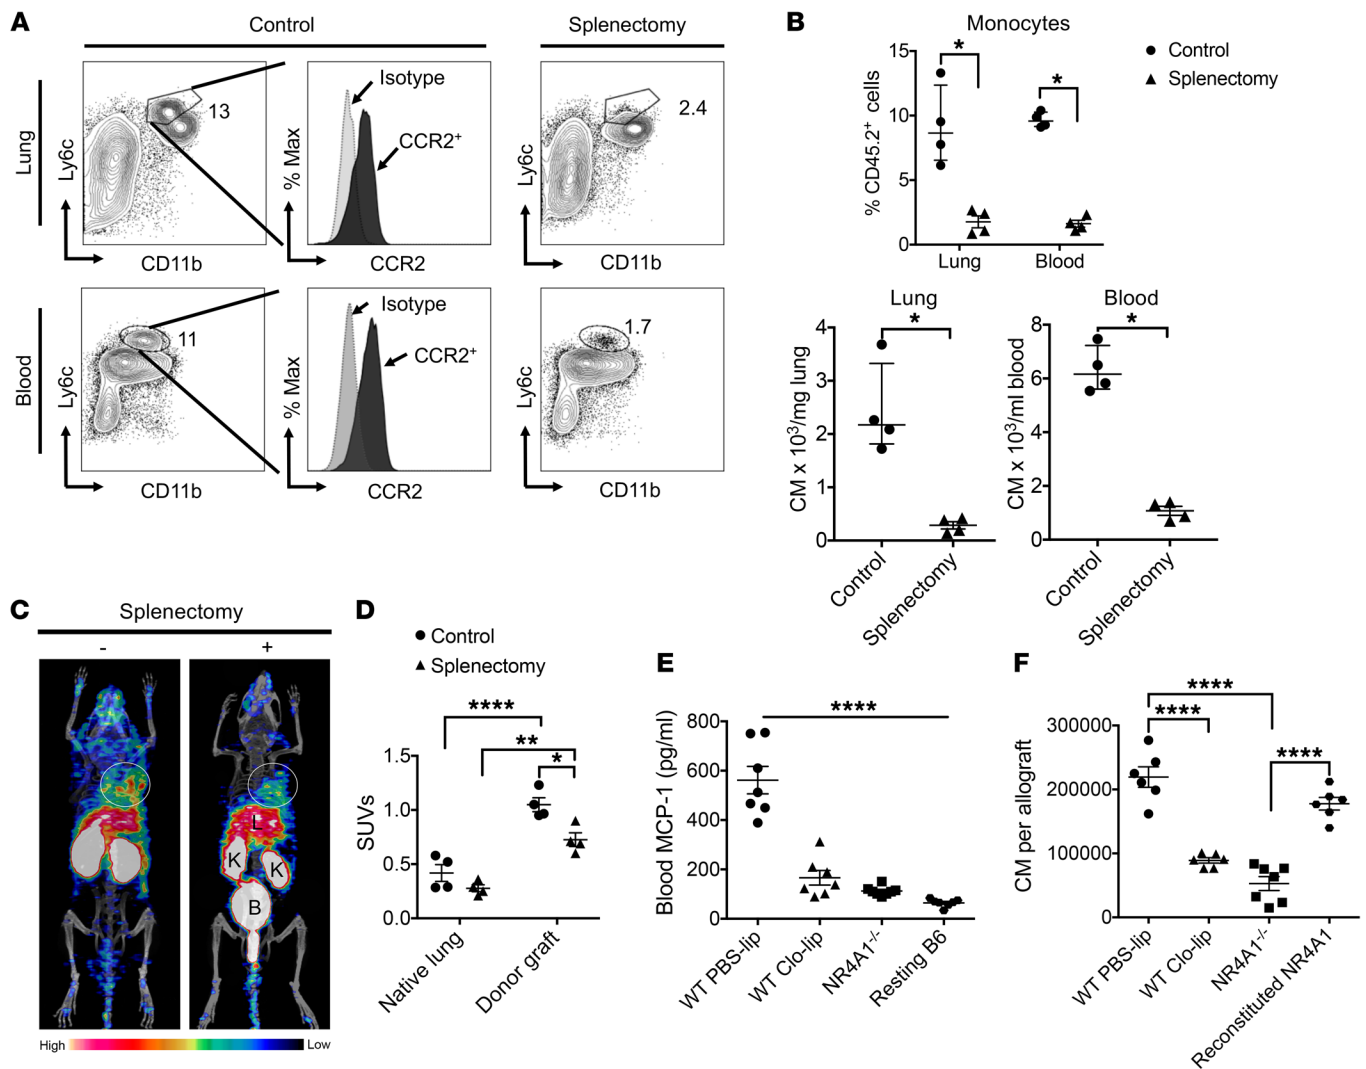 A
Control
Splenectomy
Lung
Ly6c
13
CD11b
% Max
Isotype
CCR2+
CCR2
Ly6c
2.4
CD11b
Blood
Ly6c
11
CD11b
% Max
Isotype
CCR2+
CCR2
Ly6c
1.7
CD11b
B
Monocytes
Control
Splenectomy
% CD45.2+ cells
15
10
5
0
*
*
Lung
Blood
Lung
CM x 10³/mg lung
4
3
2
1
0
*
Control
Splenectomy
Blood
CM x 10³/ml blood
8
6
4
2
0
*
Control
Splenectomy
C
Splenectomy
-
+
L
K
K
B
High
Low
D
Control
Splenectomy
SUVs
1.5
1.0
0.5
0.0
****
**
*
Native lung
Donor graft
E
Blood MCP-1 (pg/ml)
800
600
400
200
0
****
WT PBS-lip
WT Clo-lip
NR4A1-/-
Resting B6
F
CM per allograft
300000
200000
100000
0
****
****
****
WT PBS-lip
WT Clo-lip
NR4A1-/-
Reconstituted NR4A1